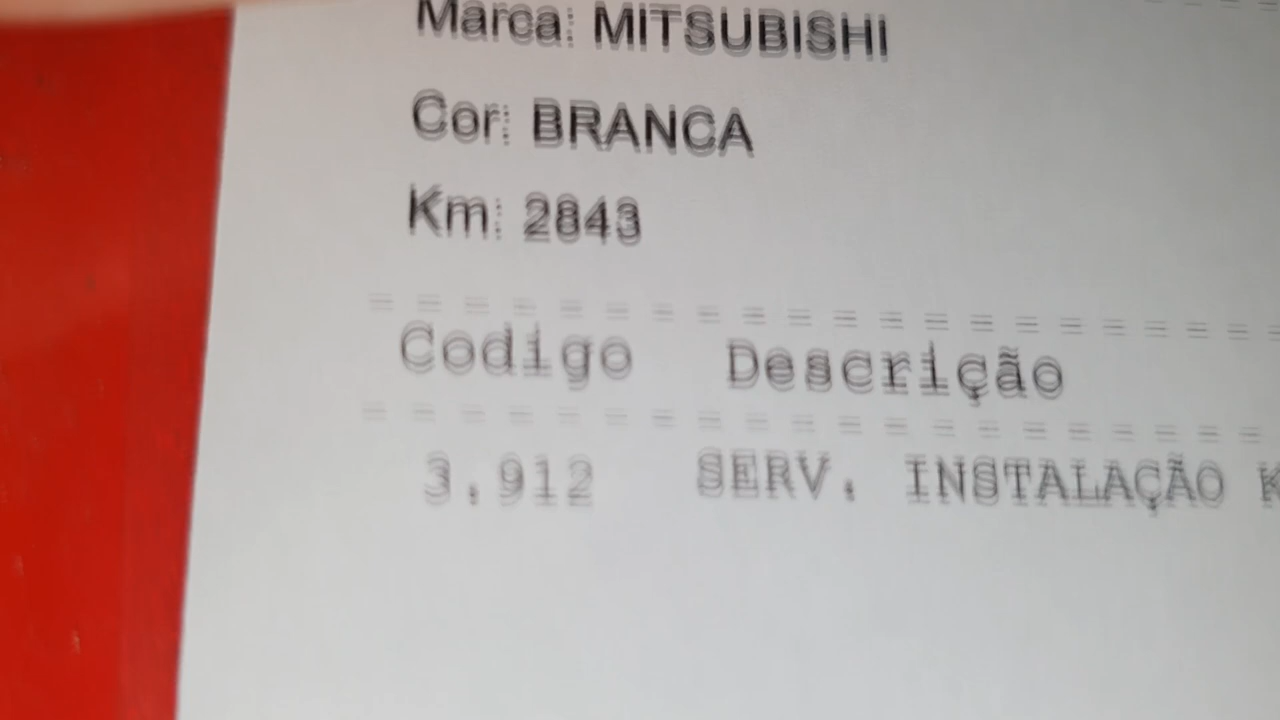 Marca: MITSUBISHI
Cor: BRANCA
Km: 2843
Codigo Descrição
3.912 SERV. INSTALAÇÃO K